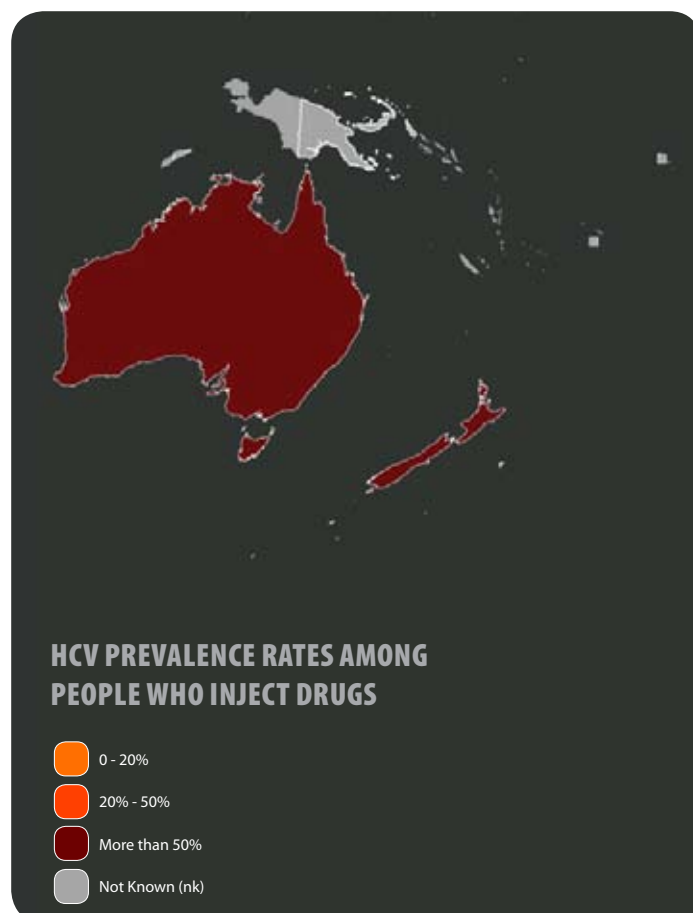 HCV PREVALENCE RATES AMONG
PEOPLE WHO INJECT DRUGS
0 - 20%
20% - 50%
More than 50%
Not Known (nk)